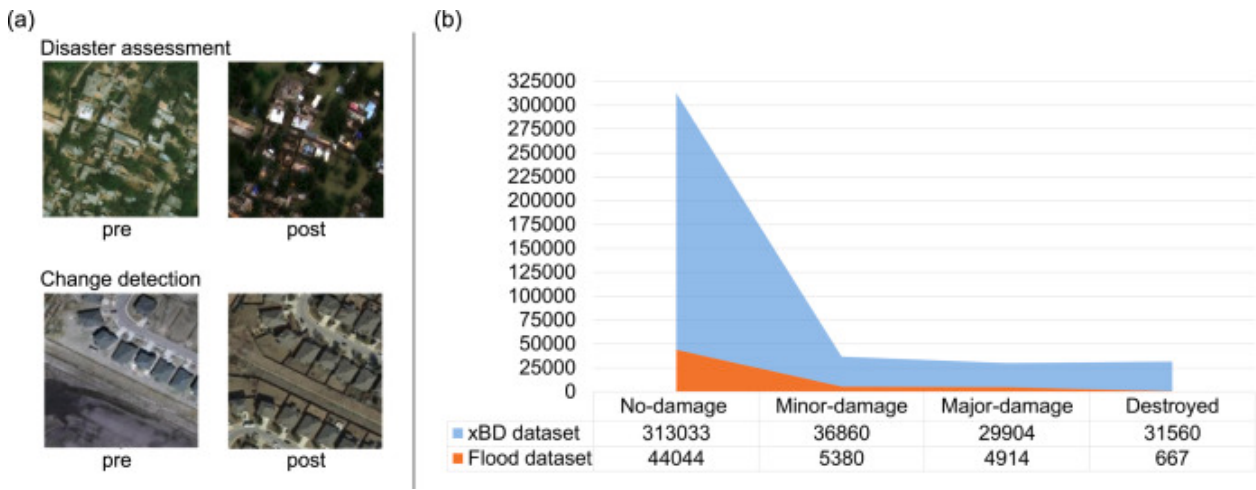 (a)
Disaster assessment
pre post
Change detection
pre post
(b)
325000
300000
275000
250000
225000
200000
175000
150000
125000
100000
75000
50000
25000
0
No-damage Minor-damage Major-damage Destroyed
xBD dataset 313033 36860 29904 31560
Flood dataset 44044 5380 4914 667